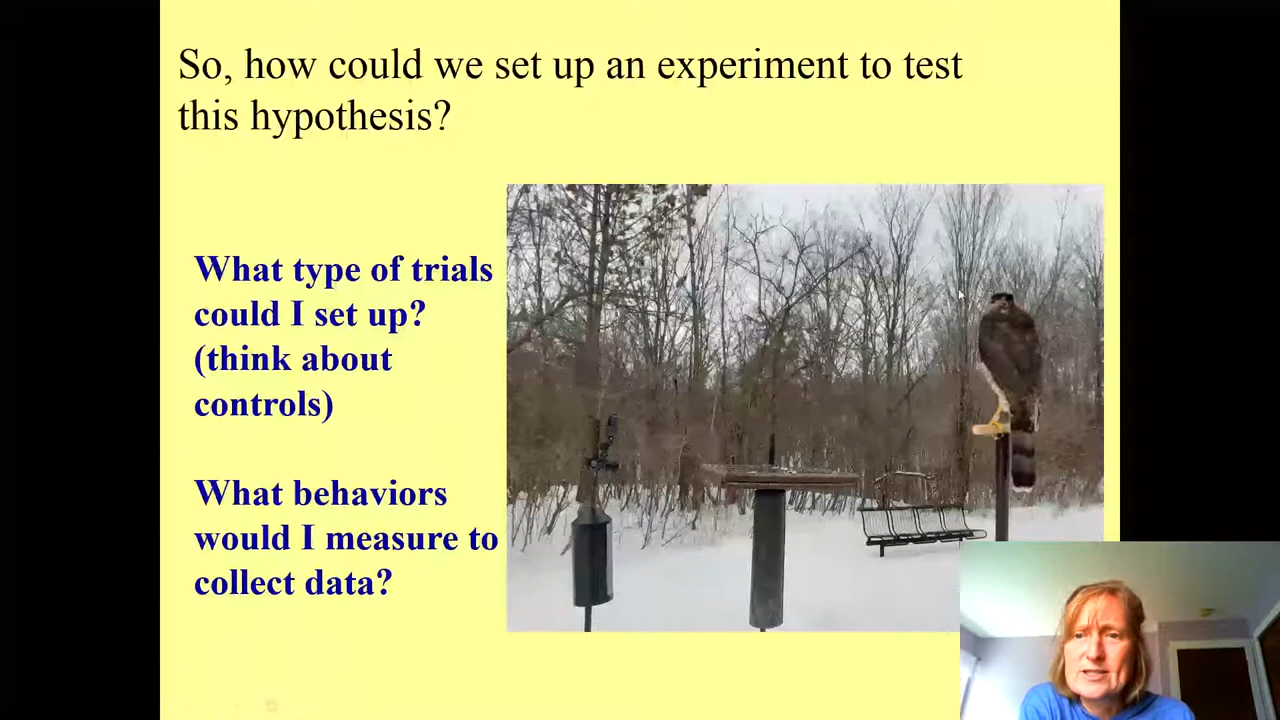 So, how could we set up an experiment to test
this hypothesis?
What type of trials
could I set up?
(think about
controls)
What behaviors
would I measure to
collect data?